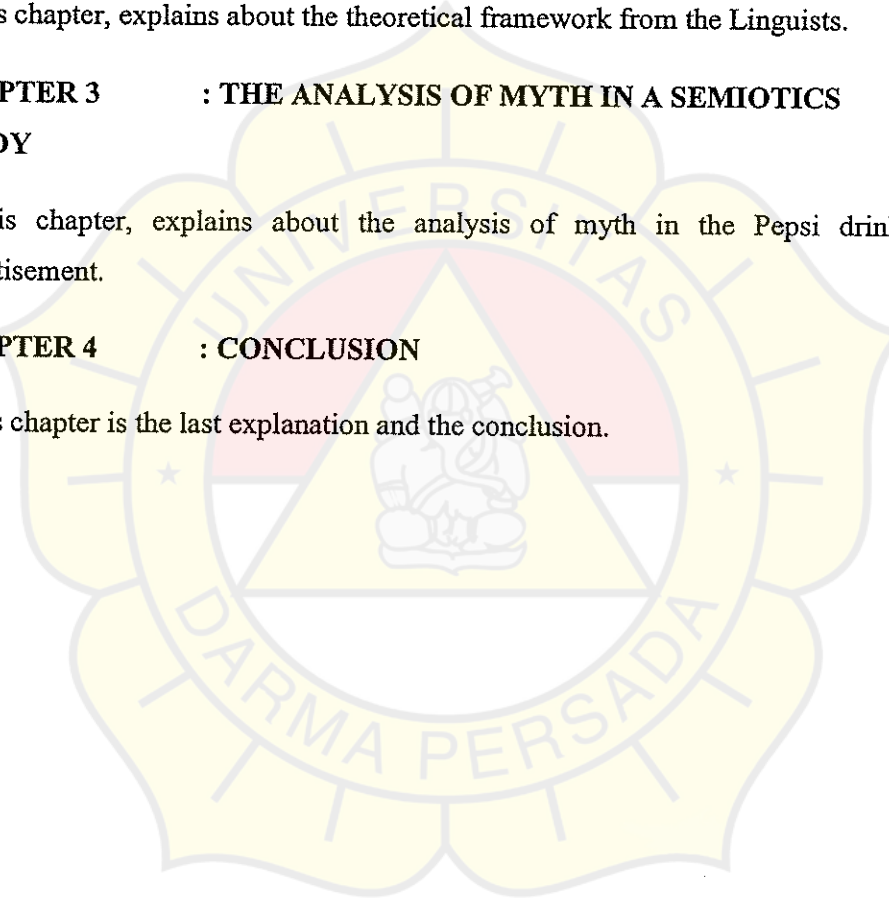 s chapter, explains about the theoretical framework from the Linguists.
PTER 3 : THE ANALYSIS OF MYTH IN A SEMIOTICS
DY
is chapter, explains about the analysis of myth in the Pepsi drin
tisement.
PTER 4 : CONCLUSION
s chapter is the last explanation and the conclusion.
UNIVERSITAS
DARMA PERSADA